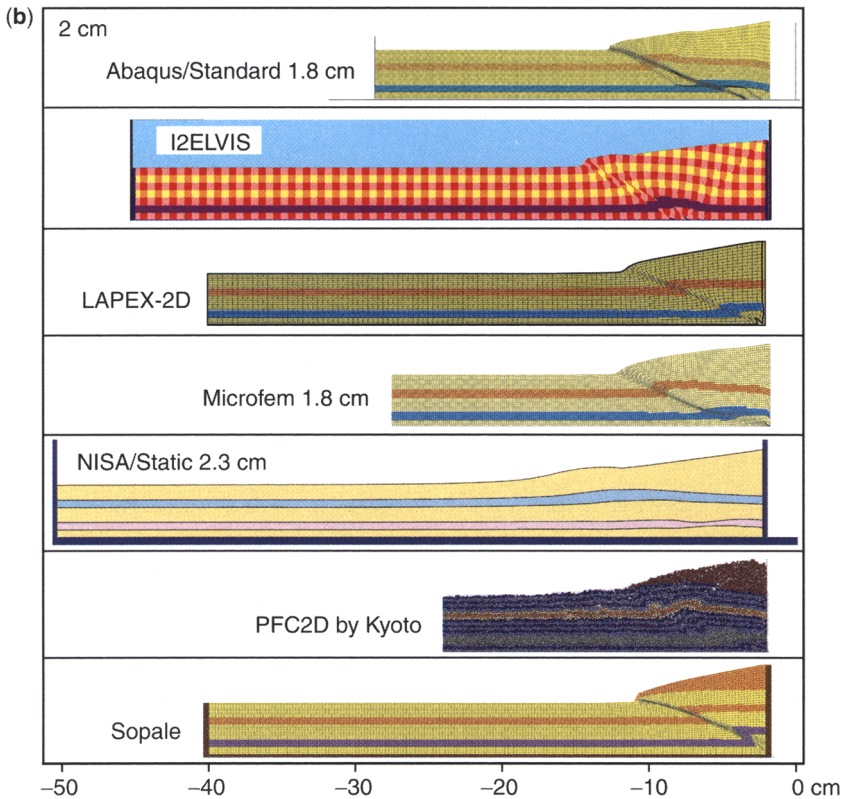 (b)
2 cm
Abaqus/Standard 1.8 cm
I2ELVIS
LAPEX-2D
Microfem 1.8 cm
NISA/Static 2.3 cm
PFC2D by Kyoto
Sopale
–50 –40 –30 –20 –10 0 cm